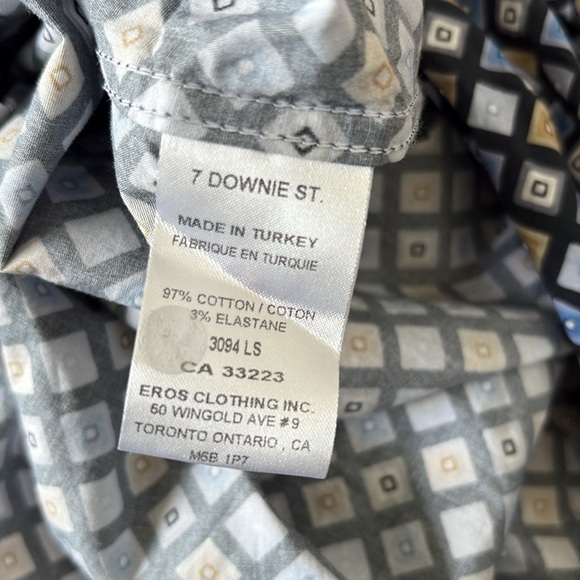 7 DOWNIE ST.
MADE IN TURKEY
FABRIQUE EN TURQUIE
97% COTTON / COTON
3% ELASTANE
3094 LS
CA 33223
EROS CLOTHING INC.
50 WINGOLD AVE #9
TORONTO ONTARIO , CA
M6B 1P7